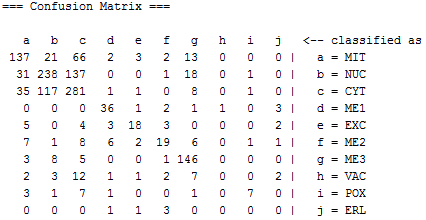 === Confusion Matrix ===
a b c d e f g h i j <-- classified as
137 21 66 2 3 2 13 0 0 0 | a = MIT
31 238 137 0 0 1 18 0 1 0 | b = NUC
35 117 281 1 1 0 8 0 1 0 | c = CYT
0 0 0 36 1 2 1 1 0 3 | d = ME1
5 0 4 3 18 3 0 0 0 2 | e = EXC
7 1 8 6 2 19 6 0 1 1 | f = ME2
3 8 5 0 0 1 146 0 0 0 | g = ME3
2 3 12 1 1 2 7 0 0 2 | h = VAC
3 1 7 1 0 0 1 0 7 0 | i = POX
0 0 0 1 1 3 0 0 0 0 | j = ERL